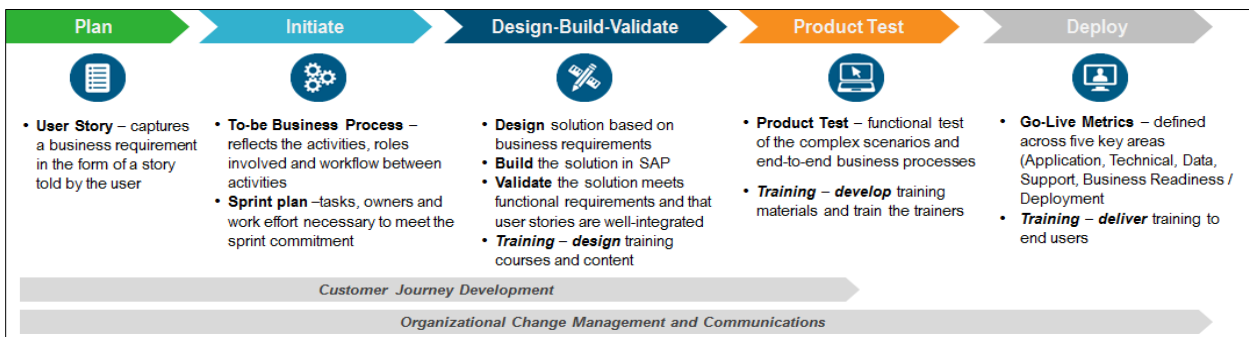 Plan
Initiate
Design-Build-Validate
Product Test
Deploy
• User Story – captures
a business requirement
in the form of a story
told by the user
• To-be Business Process –
reflects the activities, roles
involved and workflow between
activities
• Sprint plan –tasks, owners and
work effort necessary to meet the
sprint commitment
• Design solution based on
business requirements
• Build the solution in SAP
• Validate the solution meets
functional requirements and that
user stories are well-integrated
• Training – design training
courses and content
• Product Test – functional test
of the complex scenarios and
end-to-end business processes
• Training – develop training
materials and train the trainers
• Go-Live Metrics – defined
across five key areas
(Application, Technical, Data,
Support, Business Readiness /
Deployment
• Training – deliver training to
end users
Customer Journey Development
Organizational Change Management and Communications